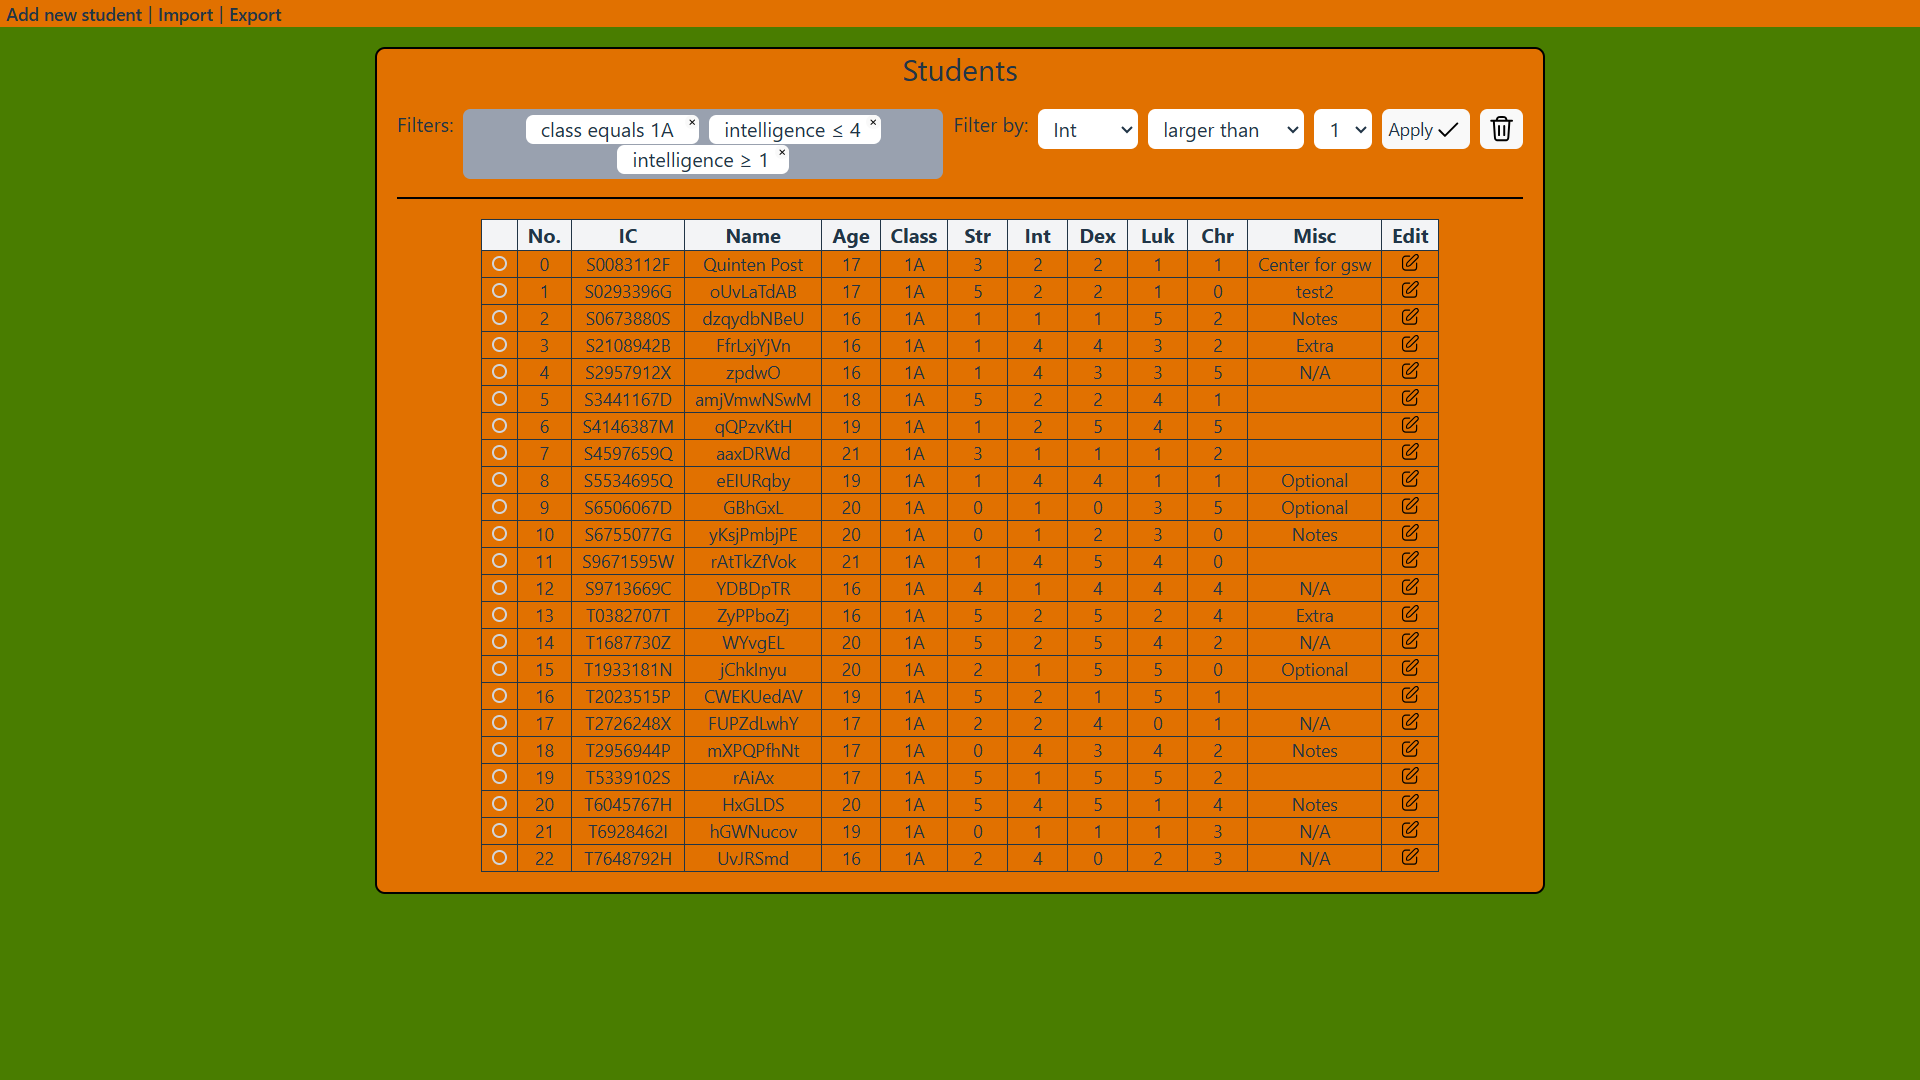 Add new student | Import | Export
Students
Filters: class equals 1A × intelligence ≤ 4 × Filter by: Int larger than 1 Apply
intelligence ≥ 1 ×
No. IC Name Age Class Str Int Dex Luk Chr Misc Edit
0 S0083112F Quinten Post 17 1A 3 2 2 1 1 Center for gsw
1 S0293396G oUvLaTdAB 17 1A 5 2 2 1 0 test2
2 S0673880S dzqydbNBeU 16 1A 1 1 1 5 2 Notes
3 S2108942B FfrLxjYjVn 16 1A 1 4 4 3 2 Extra
4 S2957912X zpdwO 16 1A 1 4 3 3 5 N/A
5 S3441167D amjVmwNSwM 18 1A 5 2 2 4 1
6 S4146387M qQPzvKtH 19 1A 1 2 5 4 5
7 S4597659Q aaxDRWd 21 1A 3 1 1 1 2
8 S5534695Q eEIURqby 19 1A 1 4 4 1 1 Optional
9 S6506067D GBhGxL 20 1A 0 1 0 3 5 Optional
10 S6755077G yKsjPmbjPE 20 1A 0 1 2 3 0 Notes
11 S9671595W rAtTkZfVok 21 1A 1 4 5 4 0
12 S9713669C YDBDpTR 16 1A 4 1 4 4 4 N/A
13 T0382707T ZyPPboZj 16 1A 5 2 5 2 4 Extra
14 T1687730Z WYvgEL 20 1A 5 2 5 4 2 N/A
15 T1933181N jChkInyu 20 1A 2 1 5 5 0 Optional
16 T2023515P CWEKUedAV 19 1A 5 2 1 5 1
17 T2726248X FUPZdLwhY 17 1A 2 2 4 0 1 N/A
18 T2956944P mXPQPfhNt 17 1A 0 4 3 4 2 Notes
19 T5339102S rAiAx 17 1A 5 1 5 5 2
20 T6045767H HxGLDS 20 1A 5 4 5 1 4 Notes
21 T6928462I hGWNucov 19 1A 0 1 1 1 3 N/A
22 T7648792H UvJRSmd 16 1A 2 4 0 2 3 N/A